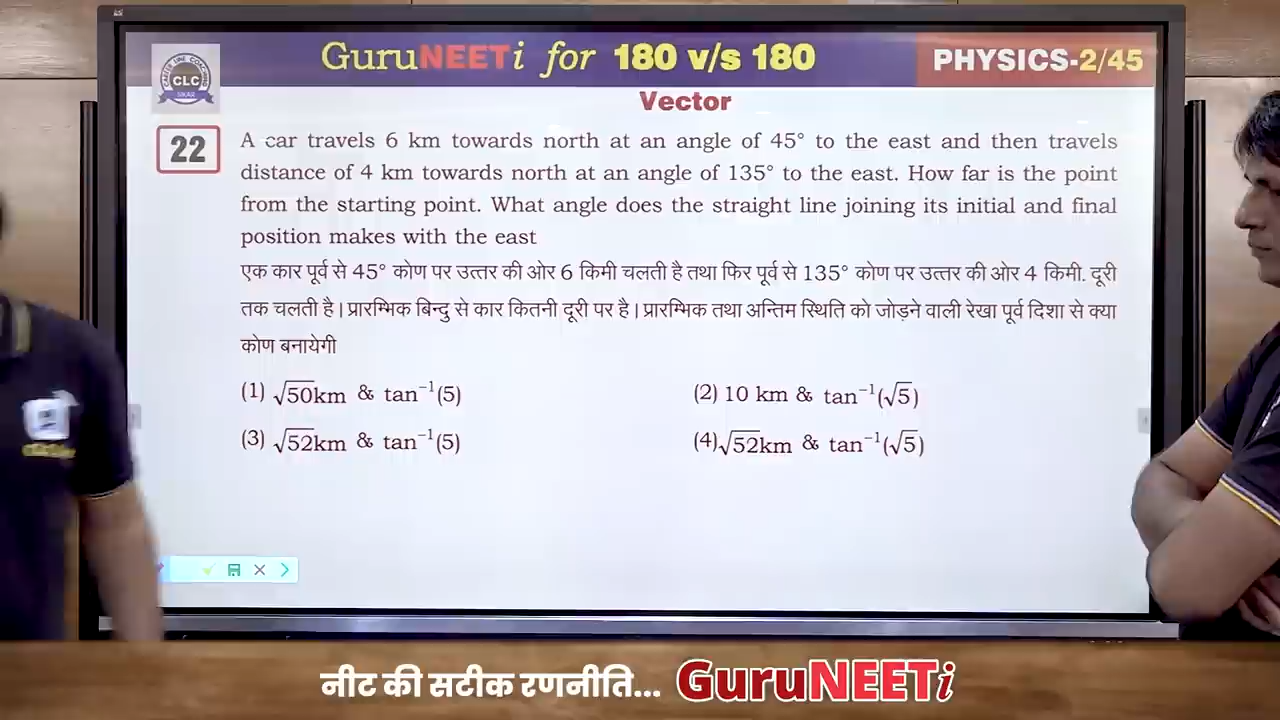 GuruNEETi for 180 v/s 180
PHYSICS-2/45
CLC
SIKAR
Vector
22
A car travels 6 km towards north at an angle of 45° to the east and then travels
distance of 4 km towards north at an angle of 135° to the east. How far is the point
from the starting point. What angle does the straight line joining its initial and final
position makes with the east
एक कार पूर्व से 45° कोण पर उत्तर की ओर 6 किमी चलती है तथा फिर पूर्व से 135° कोण पर उत्तर की ओर 4 किमी. दूरी
तक चलती है। प्रारम्भिक बिन्दु से कार कितनी दूरी पर है। प्रारम्भिक तथा अन्तिम स्थिति को जोड़ने वाली रेखा पूर्व दिशा से क्या
कोण बनायेगी
(1) √50km & tan⁻¹(5)
(2) 10 km & tan⁻¹(√5)
(3) √52km & tan⁻¹(5)
(4)√52km & tan⁻¹(√5)
नीट की सटीक रणनीति... GuruNEETi